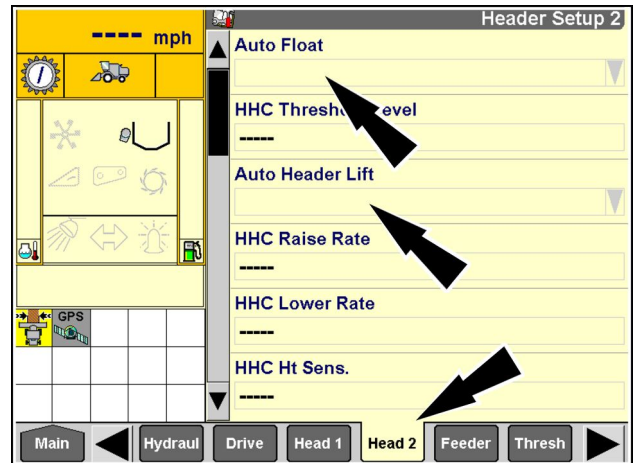 Header Setup 2
---- mph
Auto Float
HHC Thresho evel
-----
Auto Header Lift
HHC Raise Rate
-----
HHC Lower Rate
-----
GPS
HHC Ht Sens.
-----
Main
Hydraul
Drive
Head 1
Head 2
Feeder
Thresh